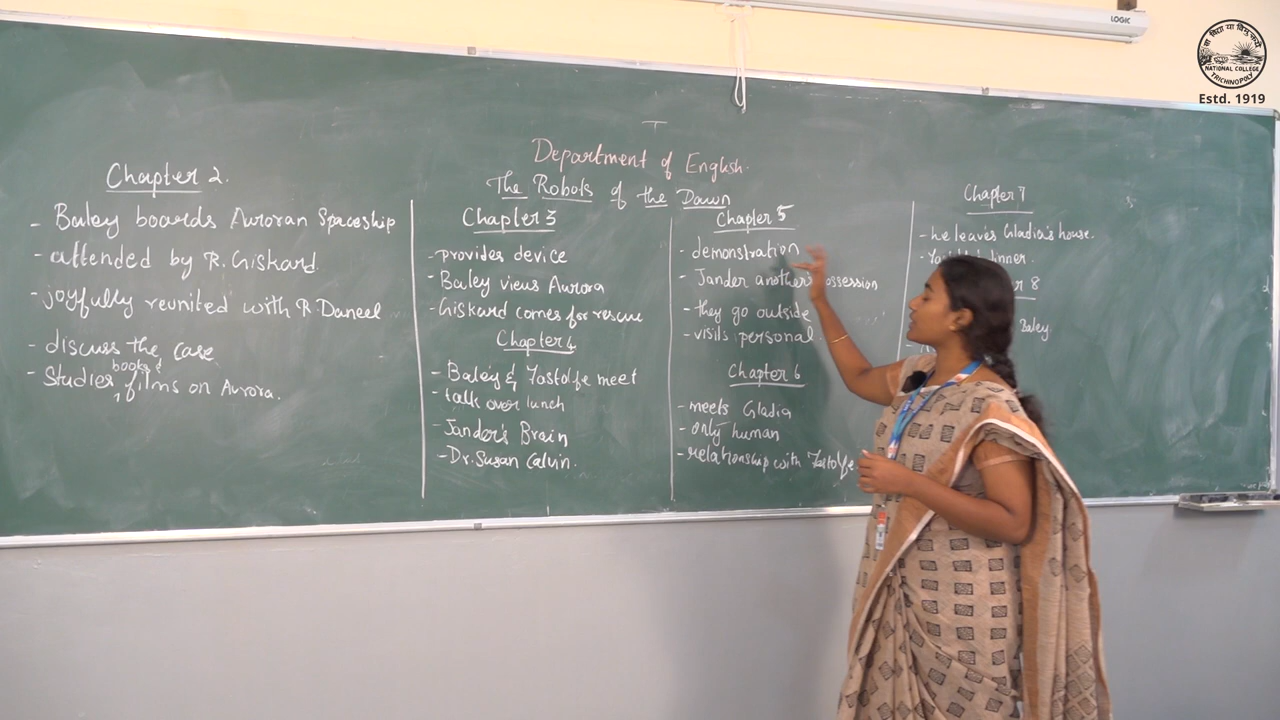 LOGIC
NATIONAL COLLEGE
TRICHINOPOLY
Estd. 1919
Department of English.
The Robots of the Dawn
Chapter 2.
- Baley boards Auroran Spaceship
- attended by R. Giskard
- joyfully reunited with R. Daneel
- discuss the case
books &
- Studies films on Aurora.
Chapter 3
- provides device
- Baley views Aurora
- Giskard comes for rescue
Chapter 4
- Baley & Fastolfe meet
- talk over lunch
- Jander's Brain
- Dr. Susan Calvin.
Chapter 5
- demonstration
- Jander another possession
- they go outside
- visits personal
Chapter 6
- meets Gladia
- only human
- relationship with Fastolfe
Chapter 7
- he leaves Gladia's house.
dinner.
8
Baley.